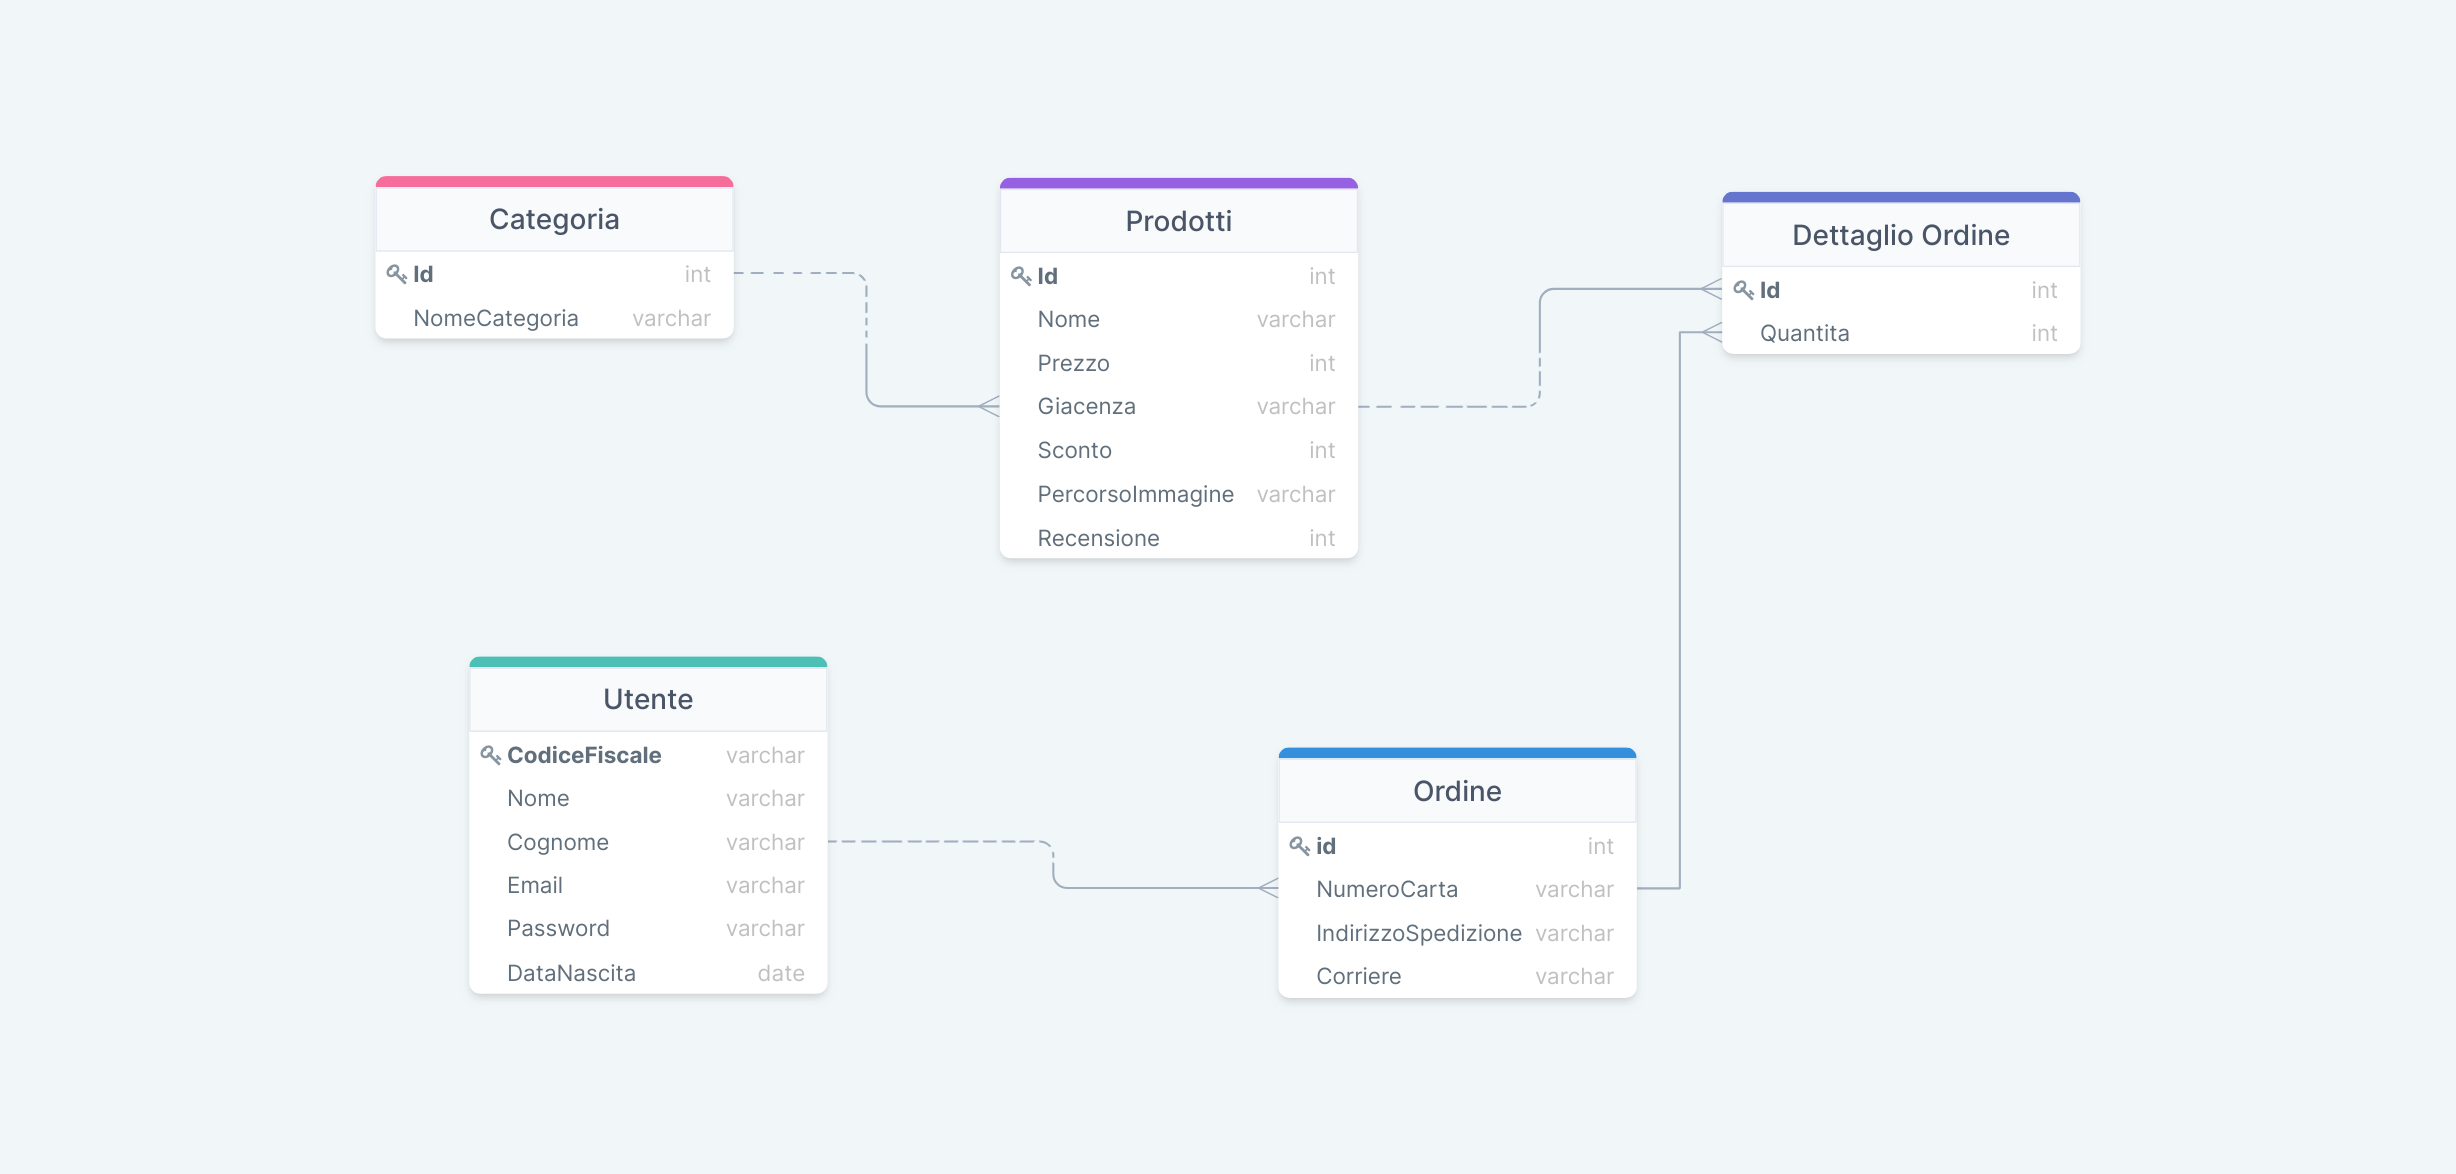 Categoria
Id int
NomeCategoria varchar
Prodotti
Id int
Nome varchar
Prezzo int
Giacenza varchar
Sconto int
PercorsoImmagine varchar
Recensione int
Dettaglio Ordine
Id int
Quantita int
Utente
CodiceFiscale varchar
Nome varchar
Cognome varchar
Email varchar
Password varchar
DataNascita date
Ordine
id int
NumeroCarta varchar
IndirizzoSpedizione varchar
Corriere varchar